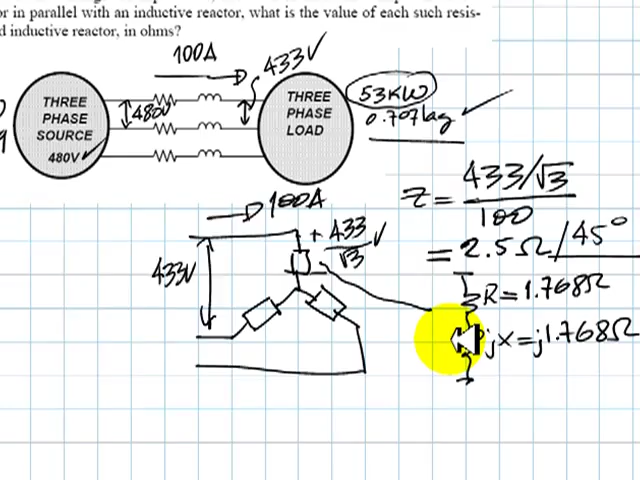 or in parallel with an inductive reactor, what is the value of each such resis-
d inductive reactor, in ohms?
100A
433V
THREE
PHASE
SOURCE
480V
480V
THREE
PHASE
LOAD
53KW
0.707 lag
100A
433V
+ 433/√3
Z = 433/√3 / 100
= 2.5Ω /45°
R = 1.768Ω
jX = j1.768Ω